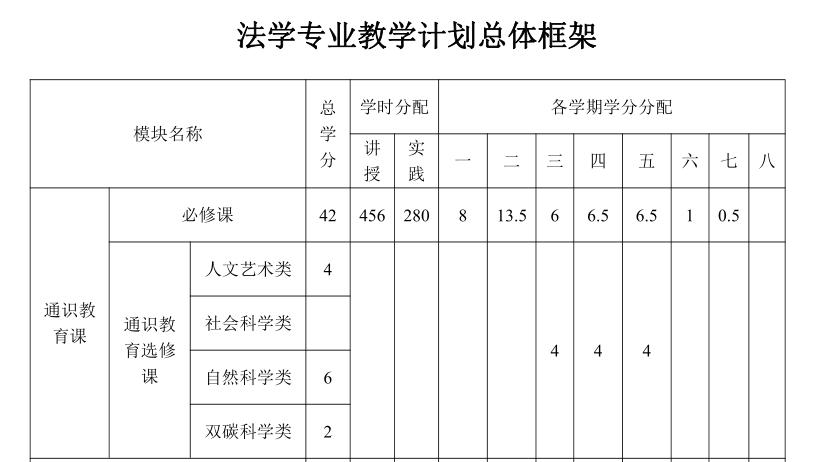 法学专业教学计划总体框架
模块名称 总学分 学时分配 各学期学分分配
讲授 实践 一 二 三 四 五 六 七 八
通识教育课 必修课 42 456 280 8 13.5 6 6.5 6.5 1 0.5
通识教育选修课 人文艺术类 4
社会科学类
4 4 4
自然科学类 6
双碳科学类 2